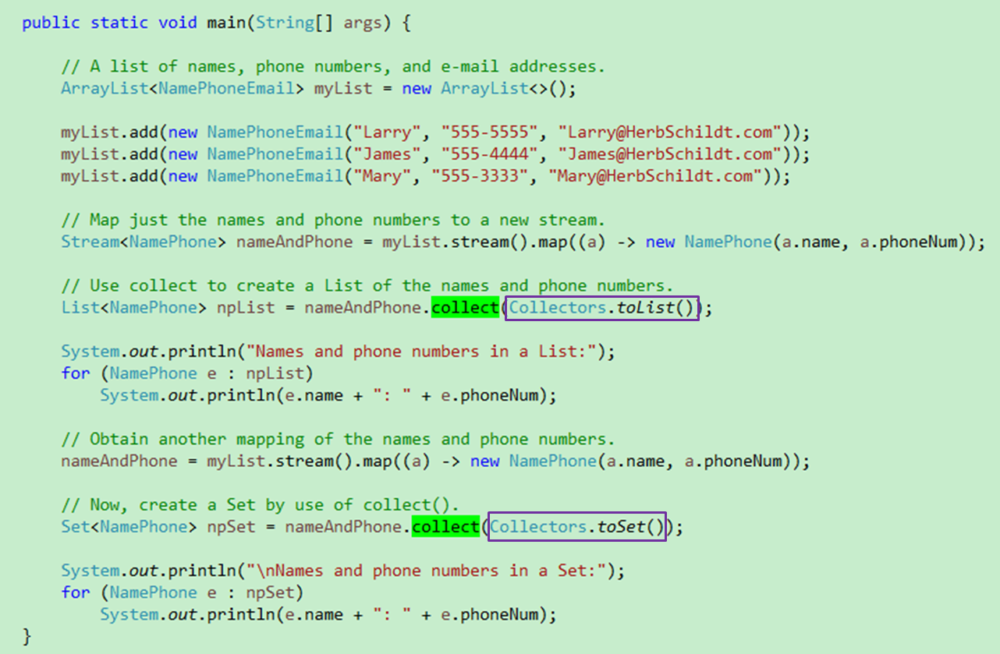 public static void main(String[] args) {
// A list of names, phone numbers, and e-mail addresses.
ArrayList<NamePhoneEmail> myList = new ArrayList<>();
myList.add(new NamePhoneEmail("Larry", "555-5555", "Larry@HerbSchildt.com"));
myList.add(new NamePhoneEmail("James", "555-4444", "James@HerbSchildt.com"));
myList.add(new NamePhoneEmail("Mary", "555-3333", "Mary@HerbSchildt.com"));
// Map just the names and phone numbers to a new stream.
Stream<NamePhone> nameAndPhone = myList.stream().map((a) -> new NamePhone(a.name, a.phoneNum));
// Use collect to create a List of the names and phone numbers.
List<NamePhone> npList = nameAndPhone.collect(Collectors.toList());
System.out.println("Names and phone numbers in a List:");
for (NamePhone e : npList)
System.out.println(e.name + ": " + e.phoneNum);
// Obtain another mapping of the names and phone numbers.
nameAndPhone = myList.stream().map((a) -> new NamePhone(a.name, a.phoneNum));
// Now, create a Set by use of collect().
Set<NamePhone> npSet = nameAndPhone.collect(Collectors.toSet());
System.out.println("\nNames and phone numbers in a Set:");
for (NamePhone e : npSet)
System.out.println(e.name + ": " + e.phoneNum);
}